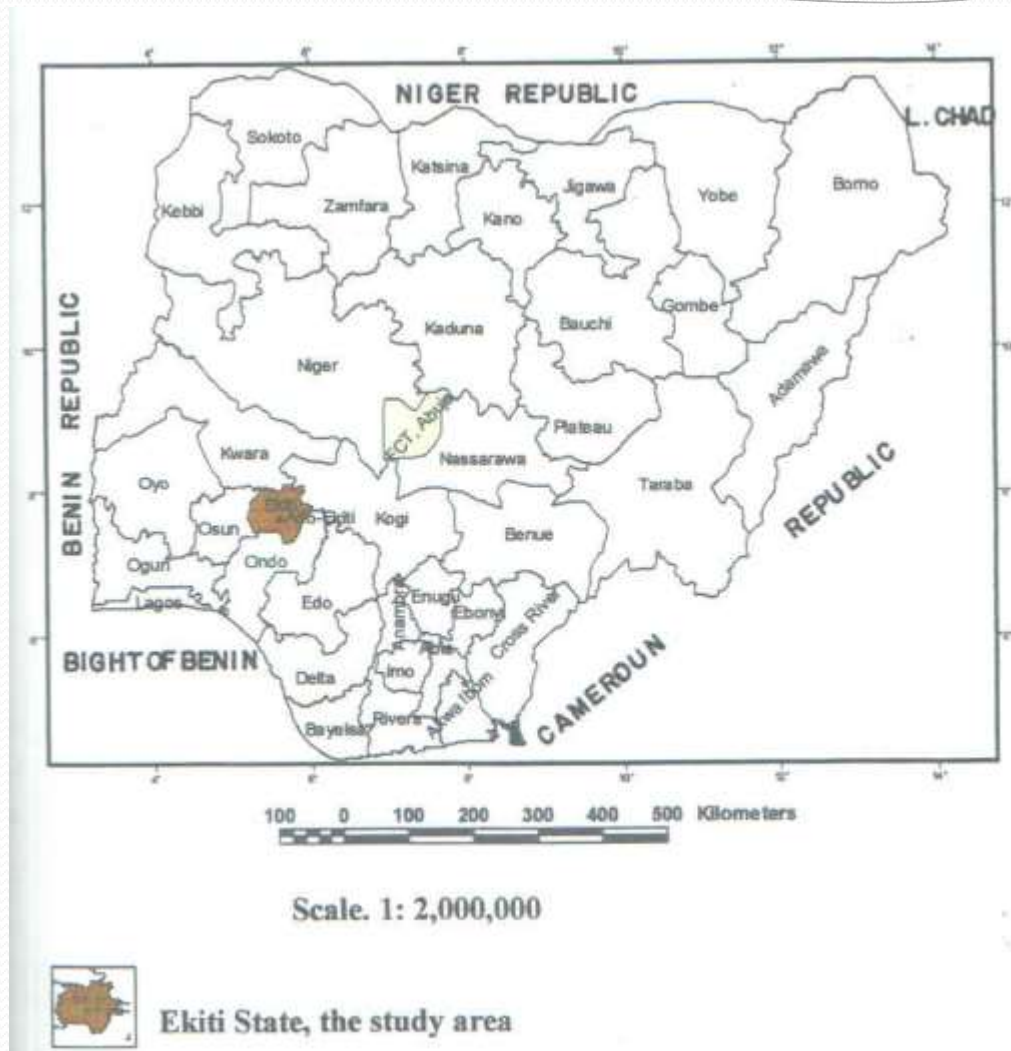 NIGER REPUBLIC
L. CHAD
Sokoto
Katsina
Jigawa
Yobe
Borno
Kebbi
Zamfara
Kano
BENIN REPUBLIC
Gombe
Kaduna
Bauchi
Niger
Adamawa
FCT, Abuja
Plateau
Kwara
Nassarawa
Oyo
Taraba
REPUBLIC
Kogi
Osun
Benue
Ogun
Ondo
Edo
Enugu
Anambra
Ebonyi
Cross River
Lagos
Abia
BIGHT OF BENIN
Imo
Delta
Akwa Ibom
CAMEROUN
Rivers
Bayelsa
100 0 100 200 300 400 500 Kilometers
Scale. 1: 2,000,000
Ekiti State, the study area